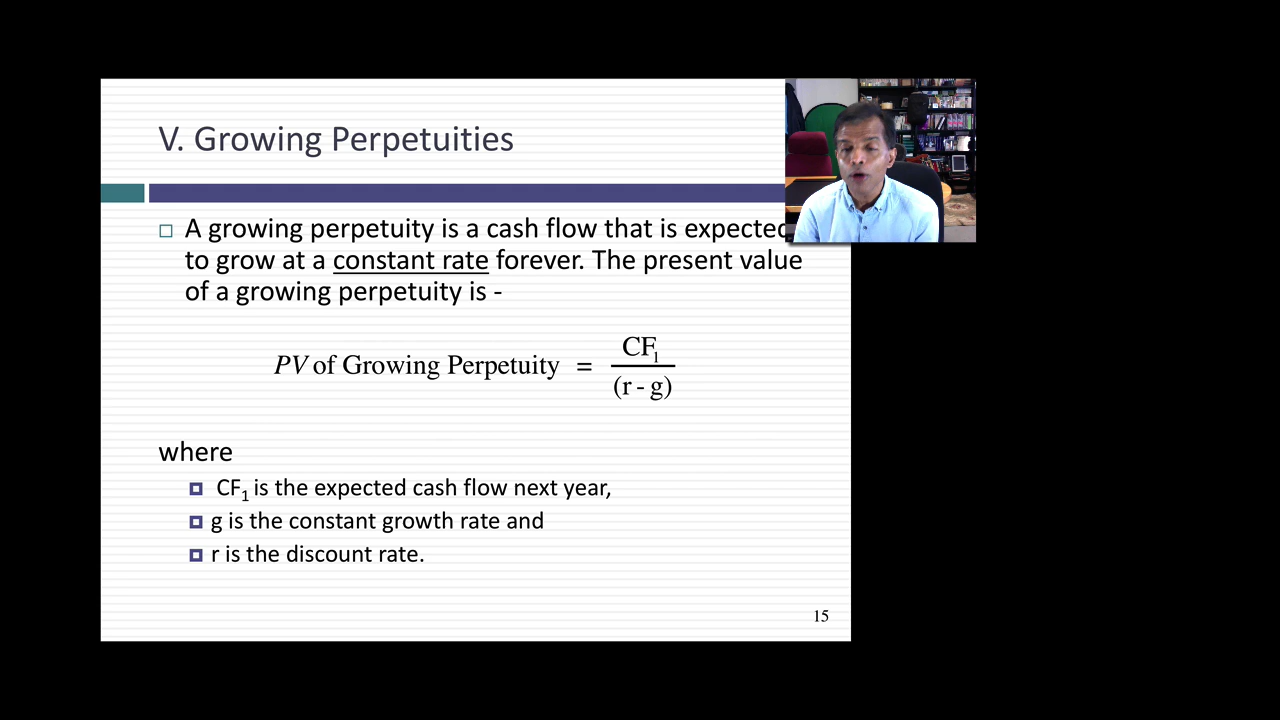 V. Growing Perpetuities
A growing perpetuity is a cash flow that is expected
to grow at a constant rate forever. The present value
of a growing perpetuity is -
PV of Growing Perpetuity = CF₁
(r - g)
where
CF₁ is the expected cash flow next year,
g is the constant growth rate and
r is the discount rate.
15